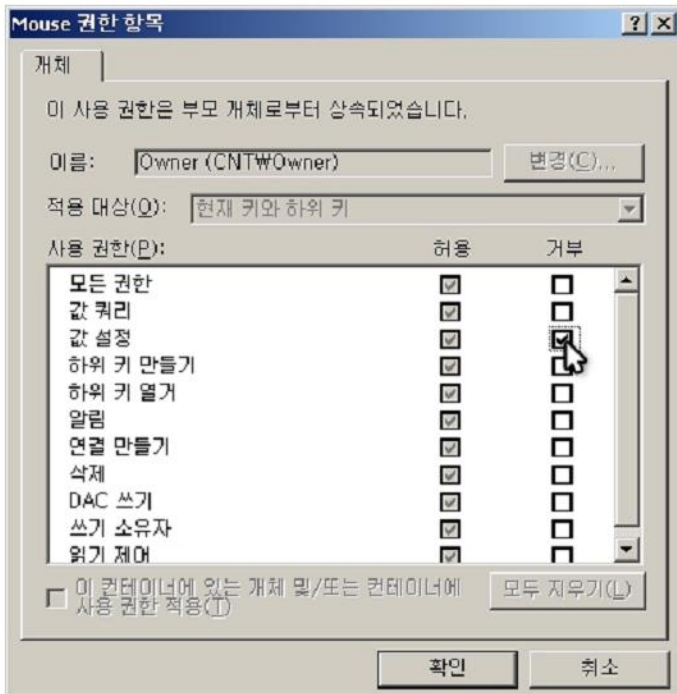 Mouse 권한 항목
개체
이 사용 권한은 부모 개체로부터 상속되었습니다.
이름: Owner (CNT₩Owner) 변경(C)...
적용 대상(O): 현재 키와 하위 키
사용 권한(P): 허용 거부
모든 권한
값 쿼리
값 설정
하위 키 만들기
하위 키 열거
알림
연결 만들기
삭제
DAC 쓰기
쓰기 소유자
읽기 제어
이 컨테이너에 있는 개체 및/또는 컨테이너에
사용 권한 적용(T) 모두 지우기(L)
확인 취소